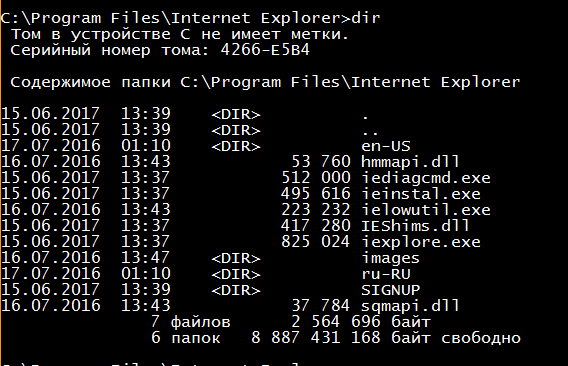 C:\Program Files\Internet Explorer>dir
Том в устройстве C не имеет метки.
Серийный номер тома: 4266-E5B4
Содержимое папки C:\Program Files\Internet Explorer
15.06.2017 13:39 <DIR> .
15.06.2017 13:39 <DIR> ..
17.07.2016 01:10 <DIR> en-US
16.07.2016 13:43 53 760 hmmapi.dll
15.06.2017 13:37 512 000 iediagcmd.exe
15.06.2017 13:37 495 616 ieinstal.exe
16.07.2016 13:43 223 232 ielowutil.exe
15.06.2017 13:37 417 280 IEShims.dll
15.06.2017 13:37 825 024 iexplore.exe
16.07.2016 13:47 <DIR> images
17.07.2016 01:10 <DIR> ru-RU
15.06.2017 13:39 <DIR> SIGNUP
16.07.2016 13:43 37 784 sqmapi.dll
7 файлов 2 564 696 байт
6 папок 8 887 431 168 байт свободно